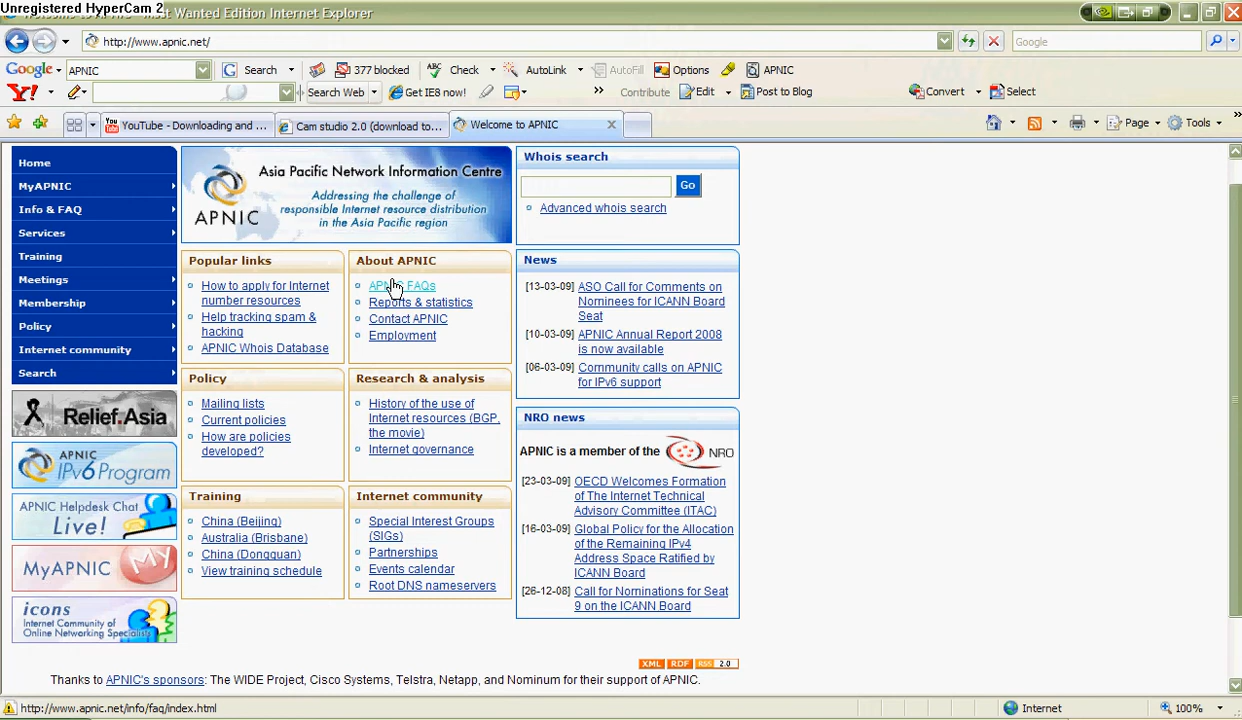 Unregistered HyperCam 2
Most Wanted Edition Internet Explorer
http://www.apnic.net/
Google
Google
APNIC
Search
377 blocked
Check
AutoLink
AutoFill
Options
APNIC
Y!
Search Web
Get IE8 now!
Contribute
Edit
Post to Blog
Convert
Select
YouTube - Downloading and ...
Cam studio 2.0 (download to...
Welcome to APNIC
Page
Tools
Home
MyAPNIC
Info & FAQ
Services
Training
Meetings
Membership
Policy
Internet community
Search
Relief.Asia
APNIC
IPv6 Program
APNIC Helpdesk Chat
Live!
MyAPNIC
MY
icons
Internet Community of
Online Networking Specialists
APNIC
Asia Pacific Network Information Centre
Addressing the challenge of
responsible Internet resource distribution
in the Asia Pacific region
Popular links
How to apply for Internet
number resources
Help tracking spam &
hacking
APNIC Whois Database
About APNIC
FAQs
Reports & statistics
Contact APNIC
Employment
Policy
Mailing lists
Current policies
How are policies
developed?
Research & analysis
History of the use of
Internet resources (BGP,
the movie)
Internet governance
Training
China (Beijing)
Australia (Brisbane)
China (Dongguan)
View training schedule
Internet community
Special Interest Groups
(SIGs)
Partnerships
Events calendar
Root DNS nameservers
Whois search
Go
Advanced whois search
News
[13-03-09] ASO Call for Comments on
Nominees for ICANN Board
Seat
[10-03-09] APNIC Annual Report 2008
is now available
[06-03-09] Community calls on APNIC
for IPv6 support
NRO news
APNIC is a member of the NRO
[23-03-09] OECD Welcomes Formation
of The Internet Technical
Advisory Committee (ITAC)
[16-03-09] Global Policy for the Allocation
of the Remaining IPv4
Address Space Ratified by
ICANN Board
[26-12-08] Call for Nominations for Seat
9 on the ICANN Board
XML RDF RSS 2.0
Thanks to APNIC's sponsors: The WIDE Project, Cisco Systems, Telstra, Netapp, and Nominum for their support of APNIC.
http://www.apnic.net/info/faq/index.html
Internet
100%